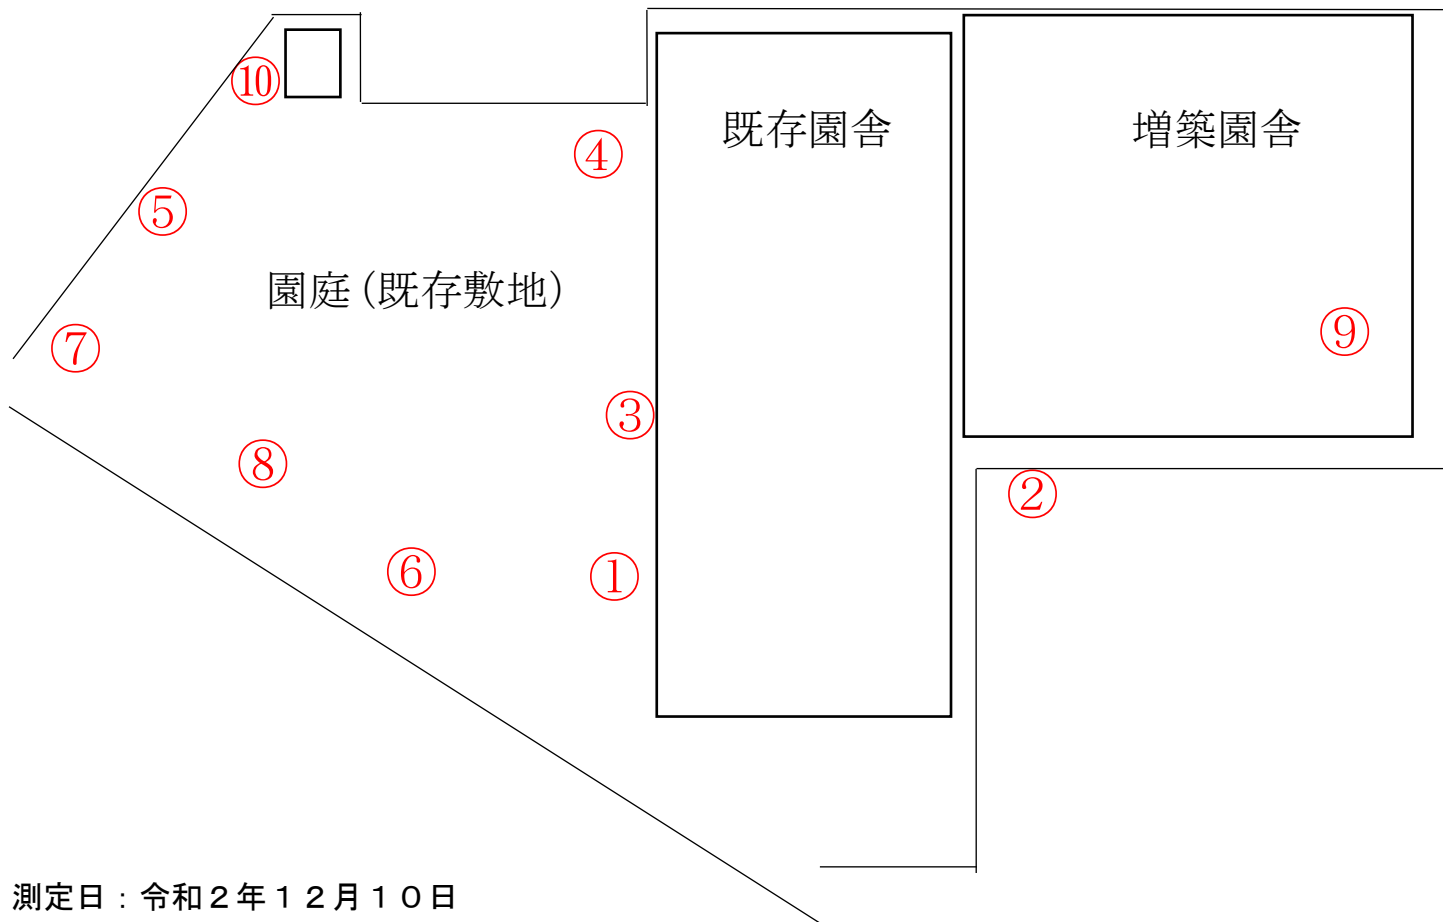 ⑩
既存園舎
増築園舎
④
⑤
園庭(既存敷地)
⑨
⑦
③
⑧
②
⑥
①
測定日：令和２年１２月１０日